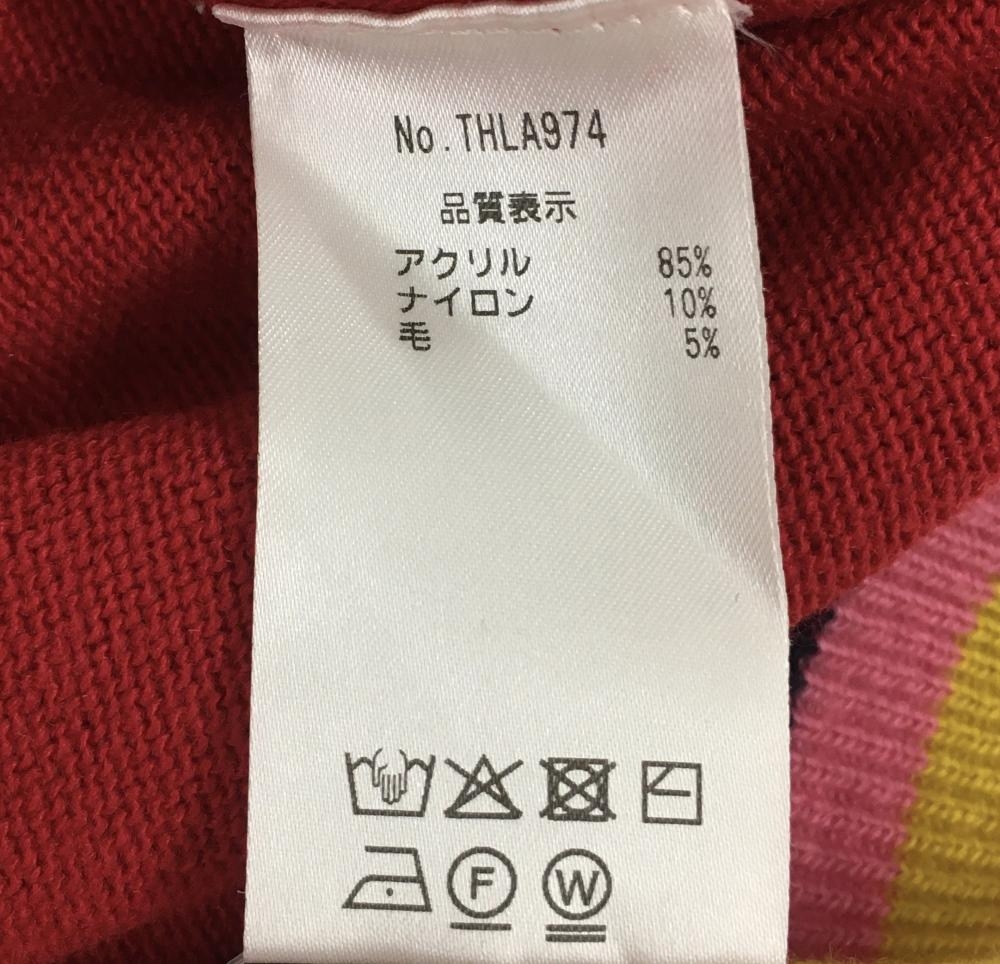 No.THLA974
品質表示
アクリル 85%
ナイロン 10%
毛 5%
F W